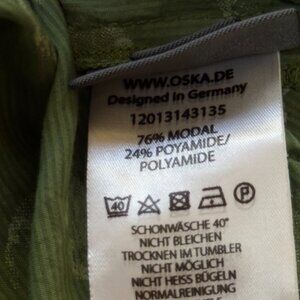 WWW.OSKA.DE
Designed in Germany
12013143135
76% MODAL
24% POYAMIDE/
POLYAMIDE
40 P
SCHONWÄSCHE 40°
NICHT BLEICHEN
TROCKNEN IM TUMBLER
NICHT MÖGLICH
NICHT HEISS BÜGELN
NORMALREINIGUNG